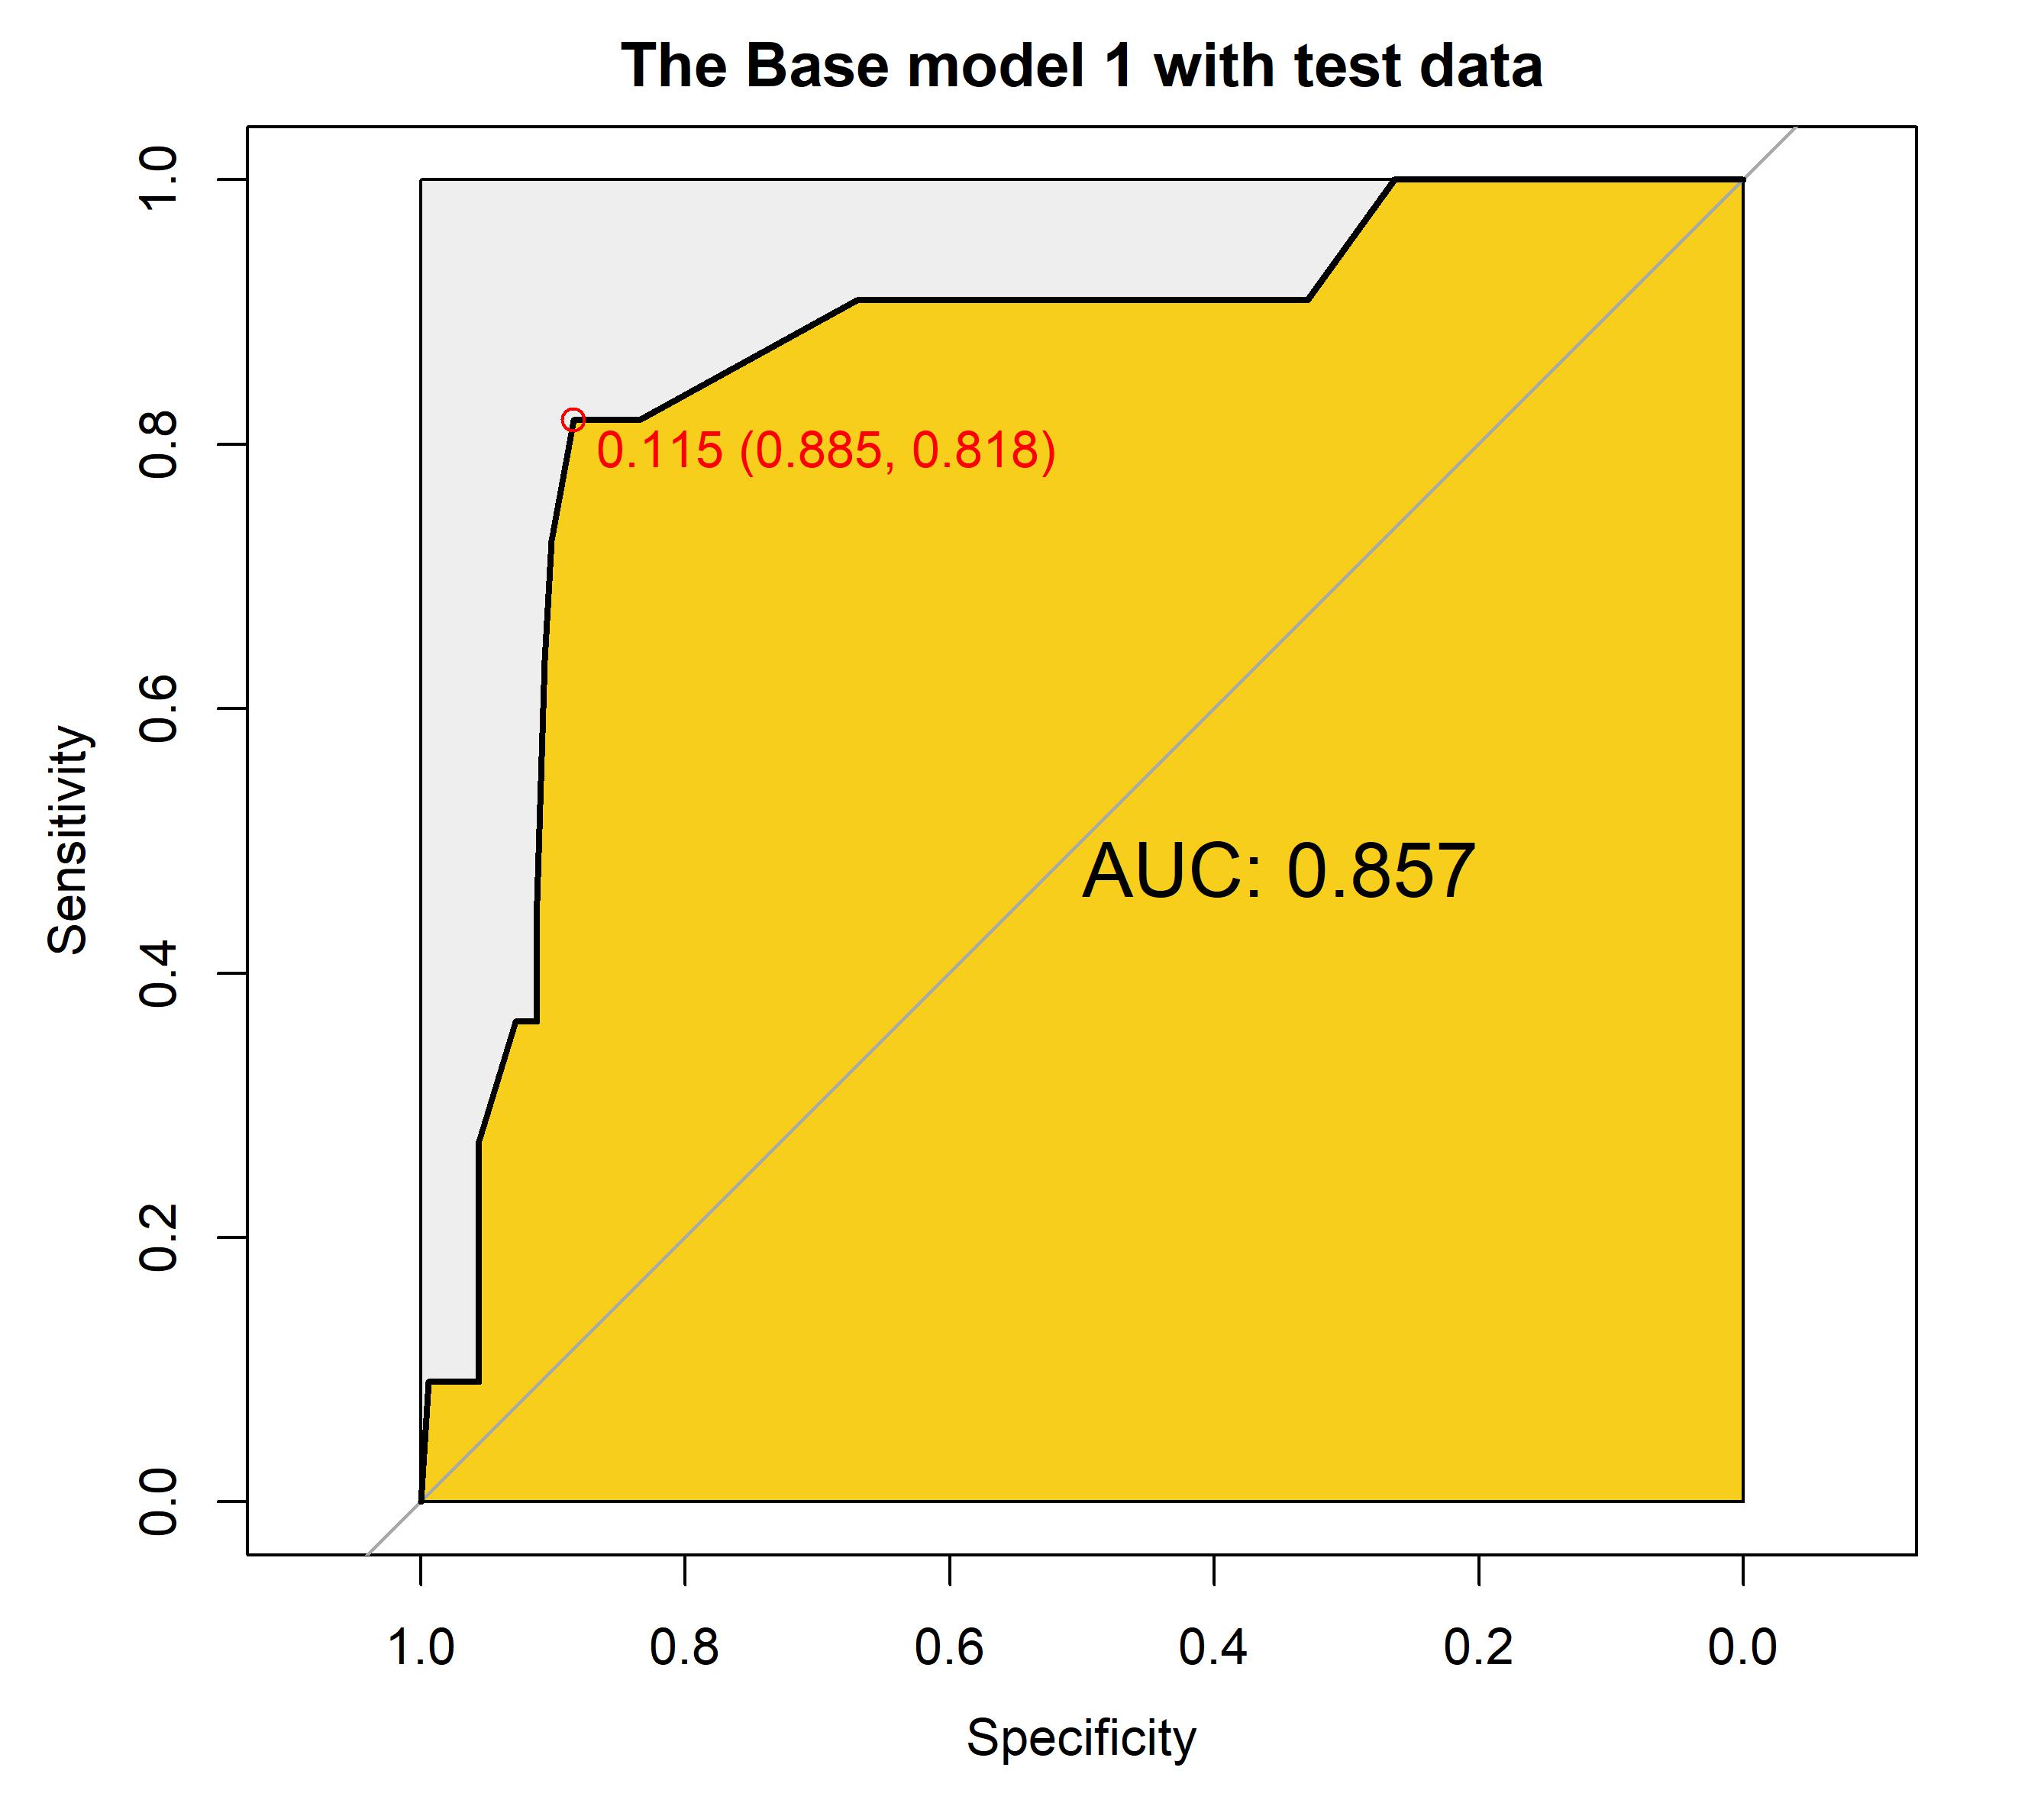 The Base model 1 with test data
1.0
0.8
0.6
0.4
0.2
0.0
Sensitivity
0.115 (0.885, 0.818)
AUC: 0.857
1.0 0.8 0.6 0.4 0.2 0.0
Specificity